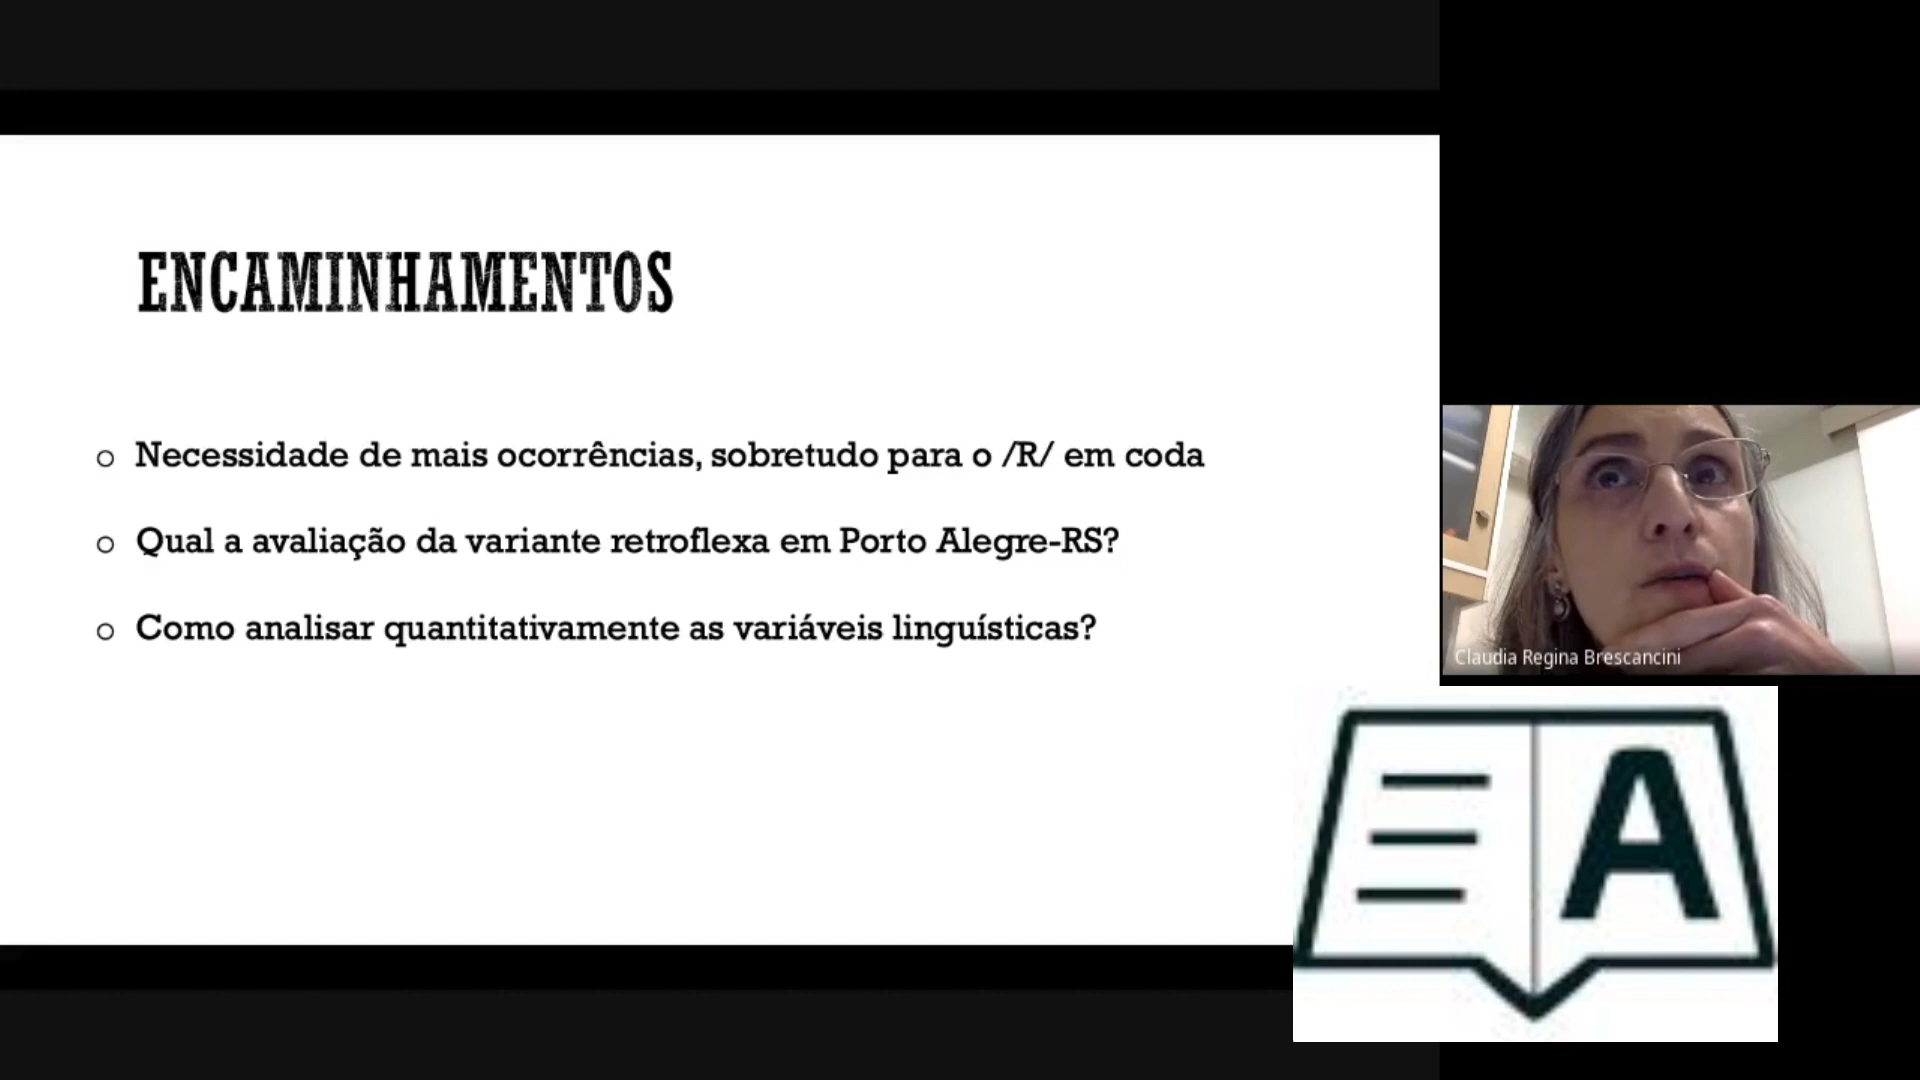 ENCAMINHAMENTOS
Necessidade de mais ocorrências, sobretudo para o /R/ em coda
Qual a avaliação da variante retroflexa em Porto Alegre-RS?
Como analisar quantitativamente as variáveis linguísticas?
Claudia Regina Brescancini
A